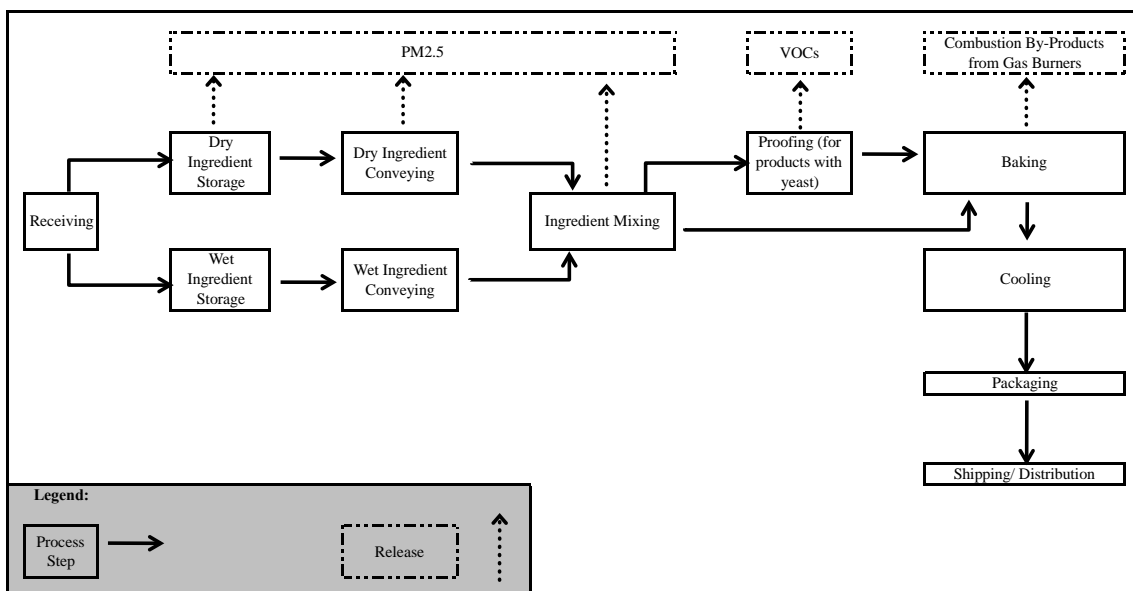 PM2.5
VOCs
Combustion By-Products
from Gas Burners
Receiving
Dry
Ingredient
Storage
Dry Ingredient
Conveying
Wet
Ingredient
Storage
Wet Ingredient
Conveying
Ingredient Mixing
Proofing (for
products with
yeast)
Baking
Cooling
Packaging
Shipping/ Distribution
Legend:
Process
Step
Release